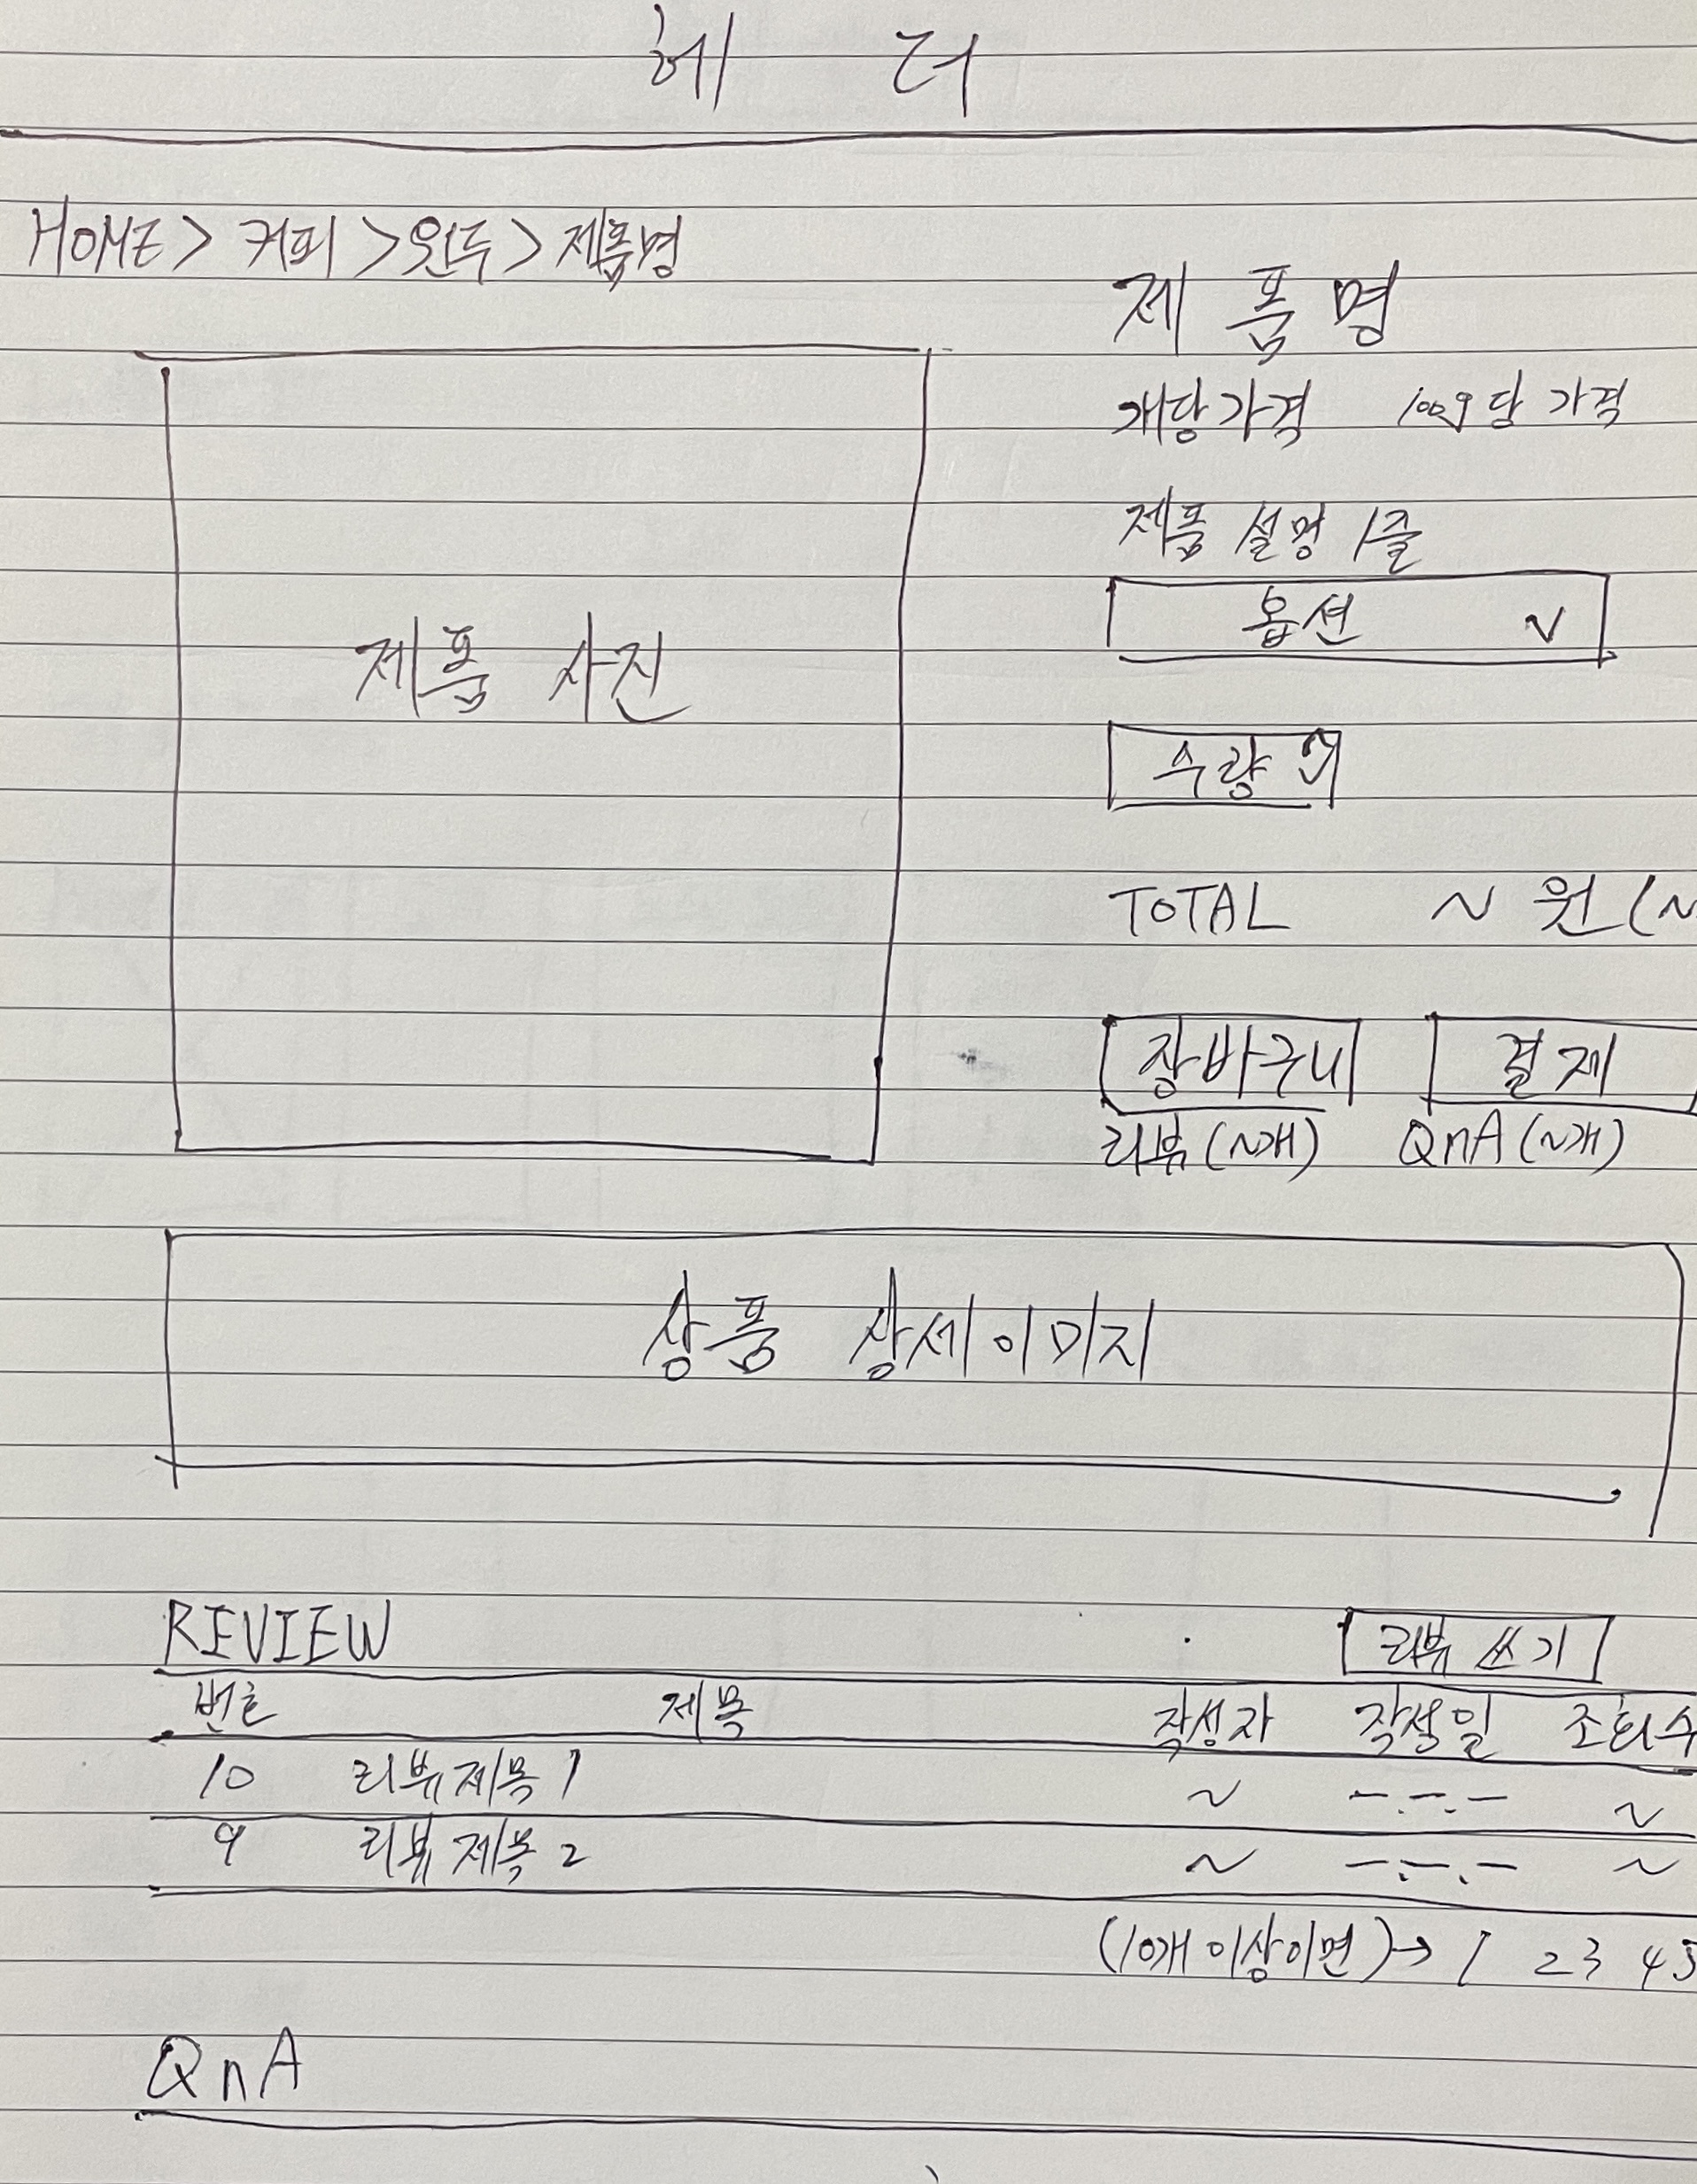 헤 더
HOME > 커피 > 원두 > 제품명
제 품 명
개당가격 100g당 가격
제품 설명 1줄
옵션 ∨
제품 사진
수량
TOTAL ~ 원 (~
장바구니 결제
리뷰 (~개) QnA (~개)
상품 상세이미지
REVIEW 리뷰 쓰기
번호 제목 작성자 작성일 조회수
10 리뷰제목 1 ~ -.-.- ~
9 리뷰 제목 2 ~ -.-.- ~
(10개 이상이면) → 1 2 3 4 5
QnA